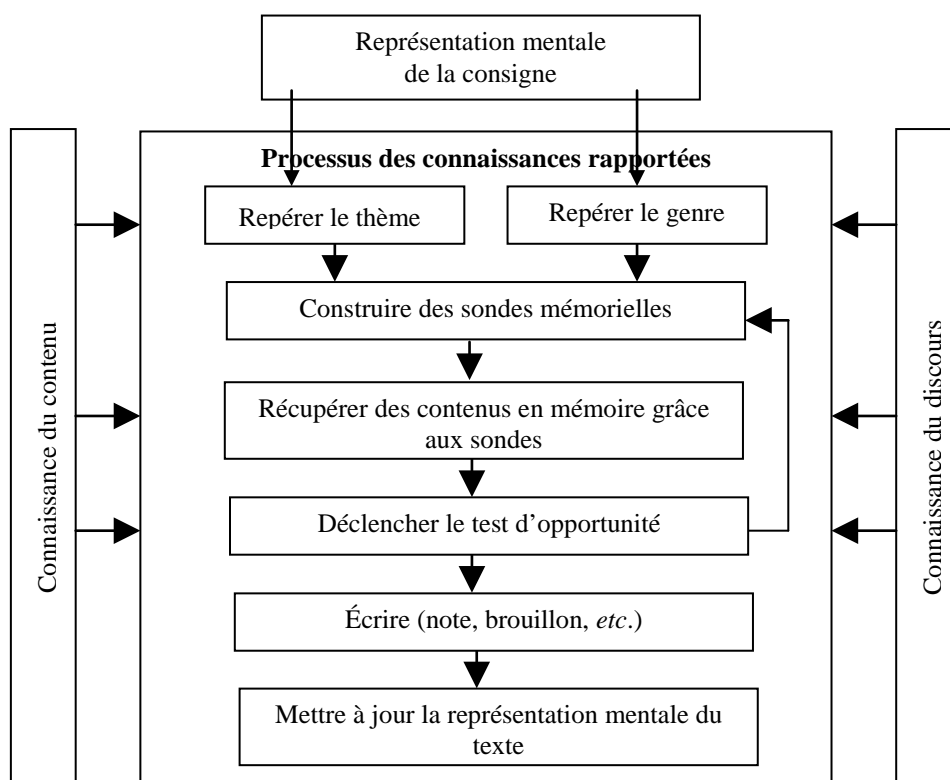 Représentation mentale
de la consigne
Processus des connaissances rapportées
Repérer le thème
Repérer le genre
Construire des sondes mémorielles
Récupérer des contenus en mémoire grâce
aux sondes
Déclencher le test d’opportunité
Écrire (note, brouillon, etc.)
Mettre à jour la représentation mentale du
texte
Connaissance du contenu
Connaissance du discours